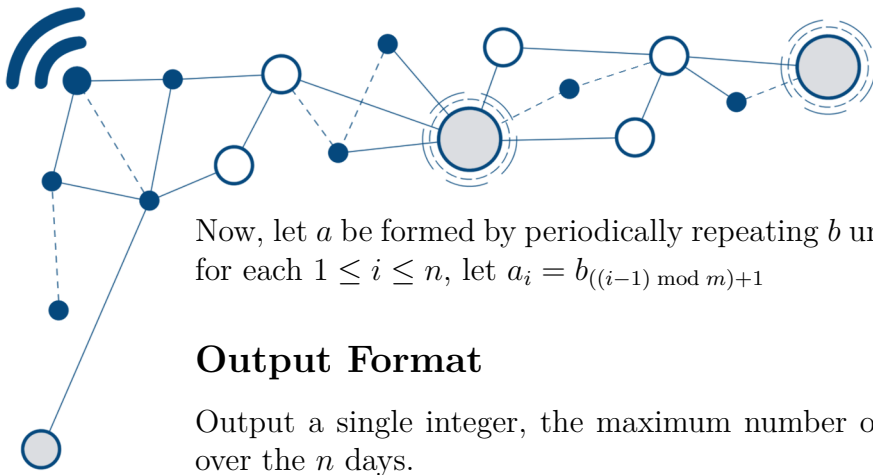 Now, let a be formed by periodically repeating b
for each 1 ≤ i ≤ n, let a_i = b_{((i−1) mod m)+1}
Output Format
Output a single integer, the maximum number
over the n days.